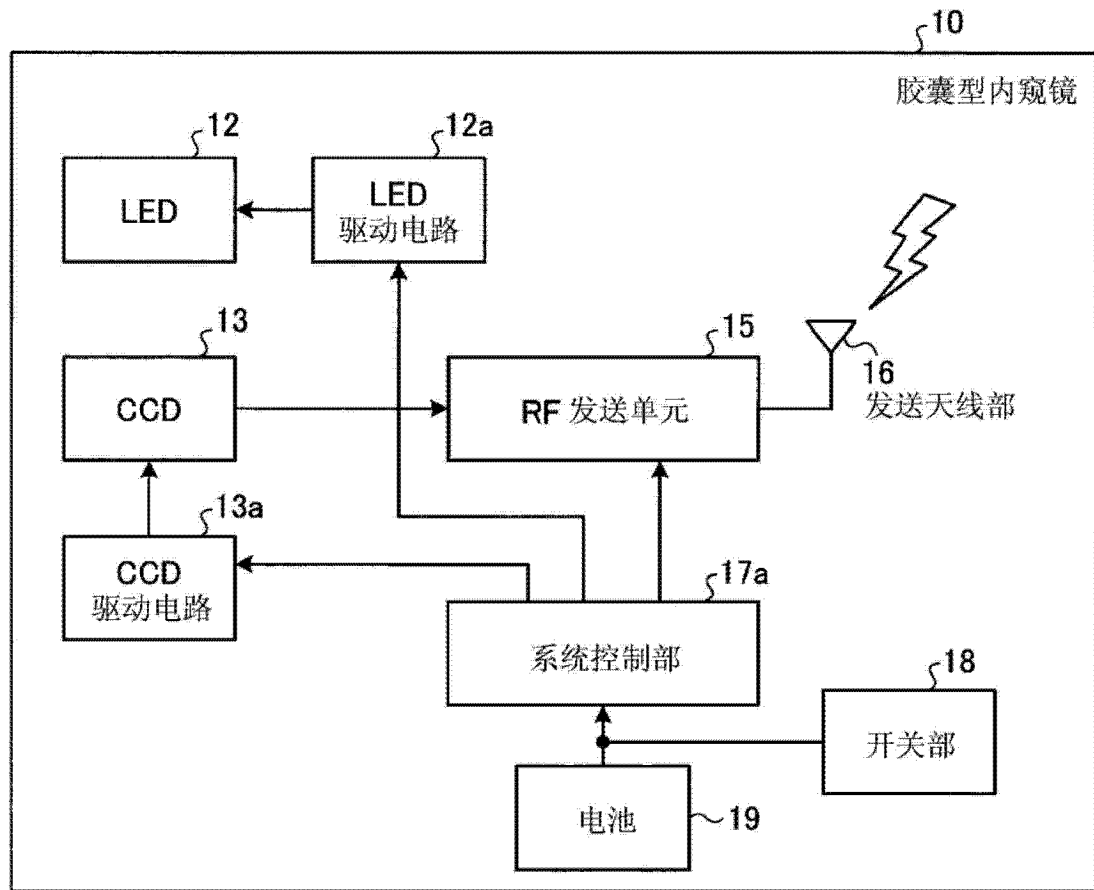 10
胶囊型内窥镜
12
LED
12a
LED
驱动电路
13
CCD
15
RF 发送单元
16
发送天线部
13a
CCD
驱动电路
17a
系统控制部
18
开关部
电池
19